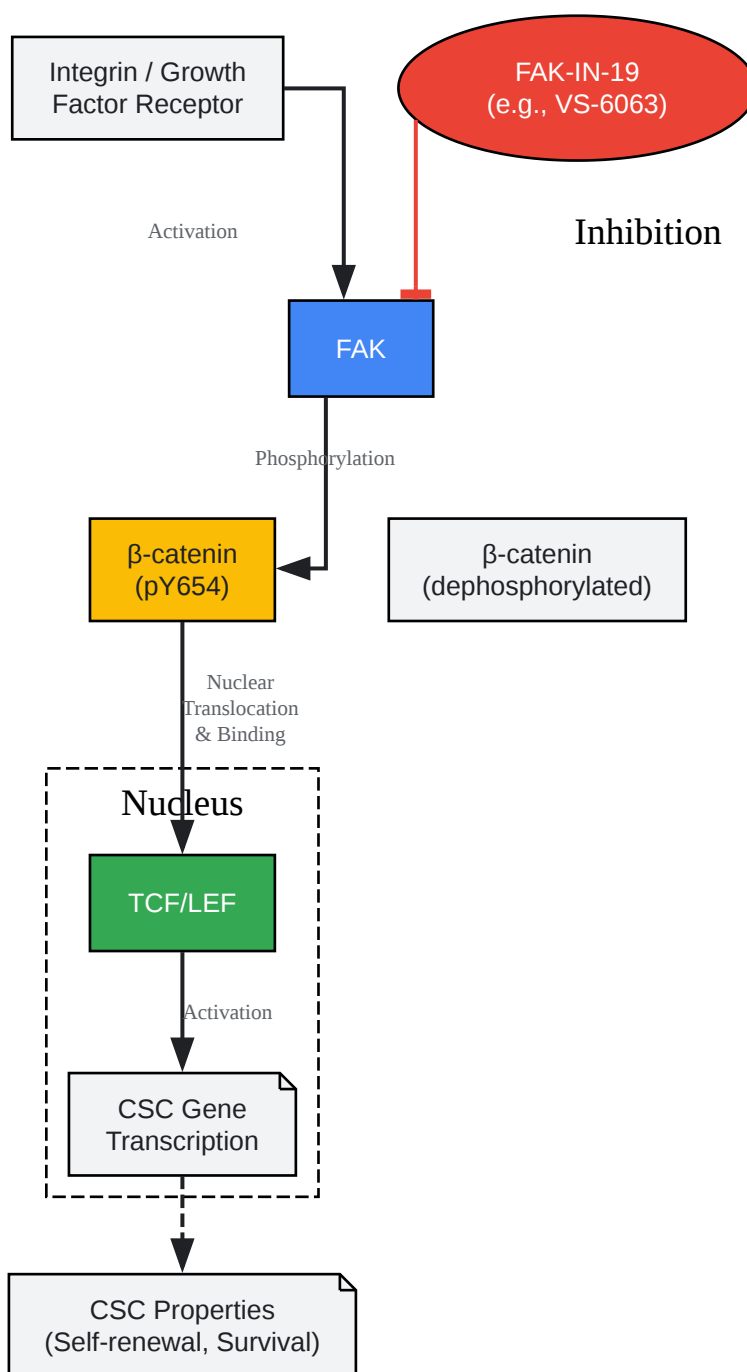 Integrin / Growth
Factor Receptor
FAK-IN-19
(e.g., VS-6063)
Activation
Inhibition
FAK
Phosphorylation
β-catenin
(pY654)
β-catenin
(dephosphorylated)
Nuclear
Translocation
& Binding
Nucleus
TCF/LEF
Activation
CSC Gene
Transcription
CSC Properties
(Self-renewal, Survival)